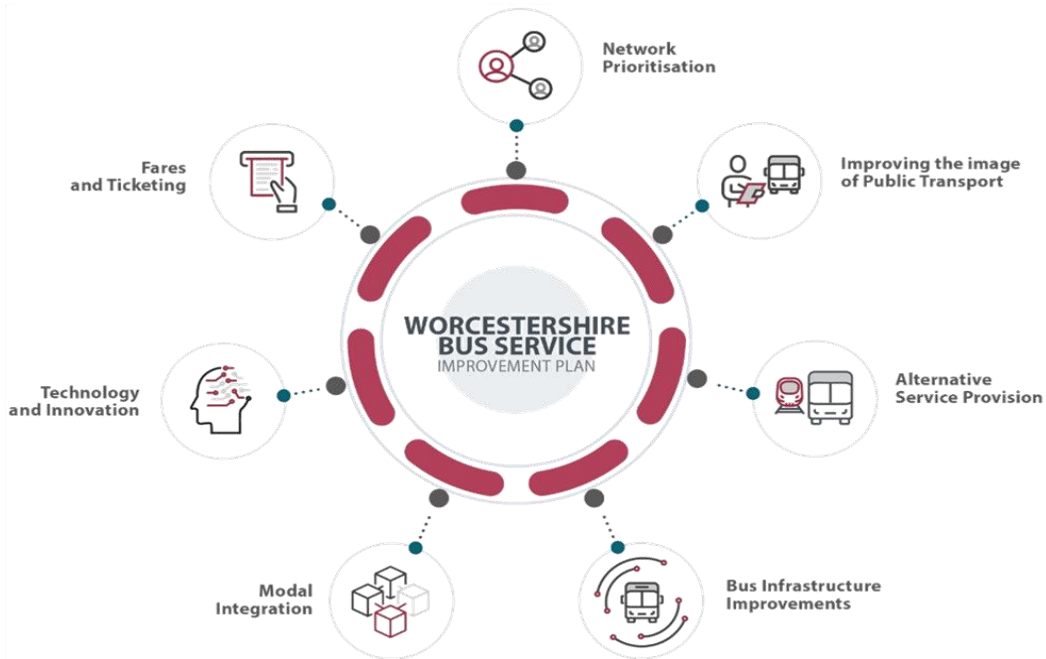 Network
Prioritisation
Improving the image
of Public Transport
Alternative
Service Provision
Bus Infrastructure
Improvements
Modal
Integration
Technology
and Innovation
Fares
and Ticketing
WORCESTERSHIRE
BUS SERVICE
IMPROVEMENT PLAN